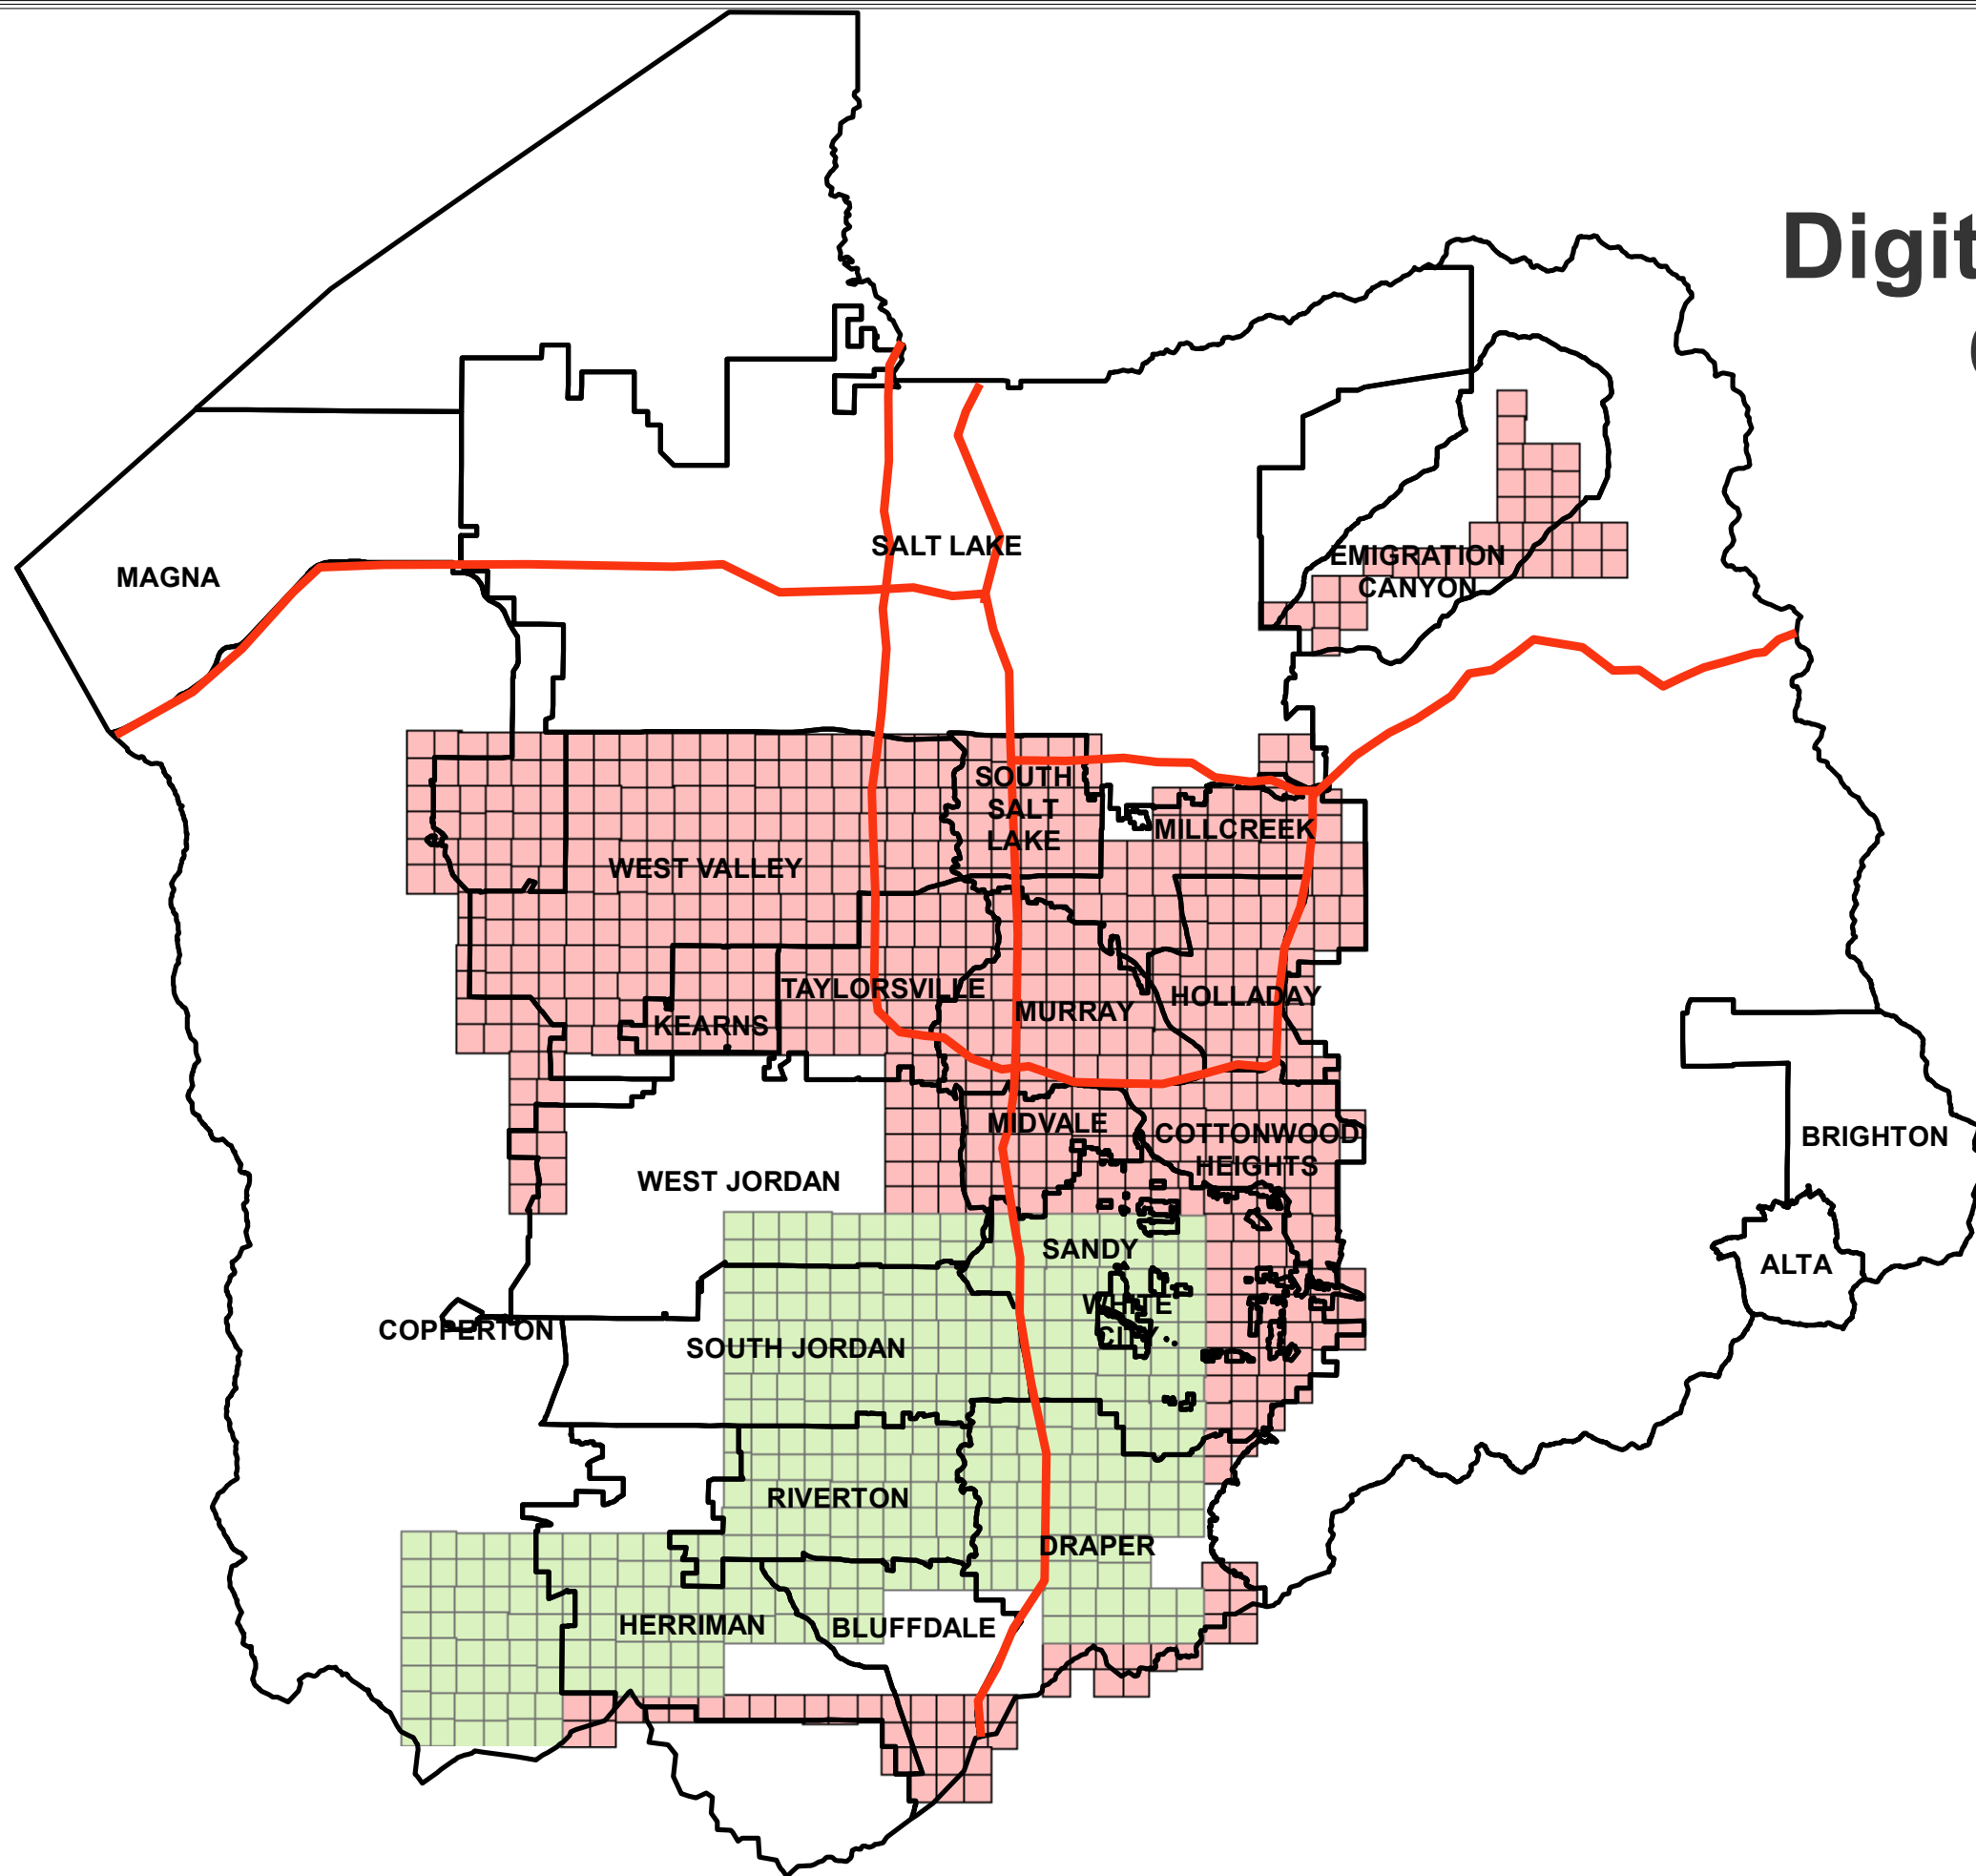 Digit
SALT LAKE
EMIGRATION
CANYON
MAGNA
SOUTH
SALT
LAKE
MILLCREEK
WEST VALLEY
TAYLORSVILLE
HOLLADAY
MURRAY
KEARNS
MIDVALE
COTTONWOOD
HEIGHTS
BRIGHTON
WEST JORDAN
SANDY
ALTA
WHITE
CITY
COPPERTON
SOUTH JORDAN
RIVERTON
DRAPER
HERRIMAN
BLUFFDALE